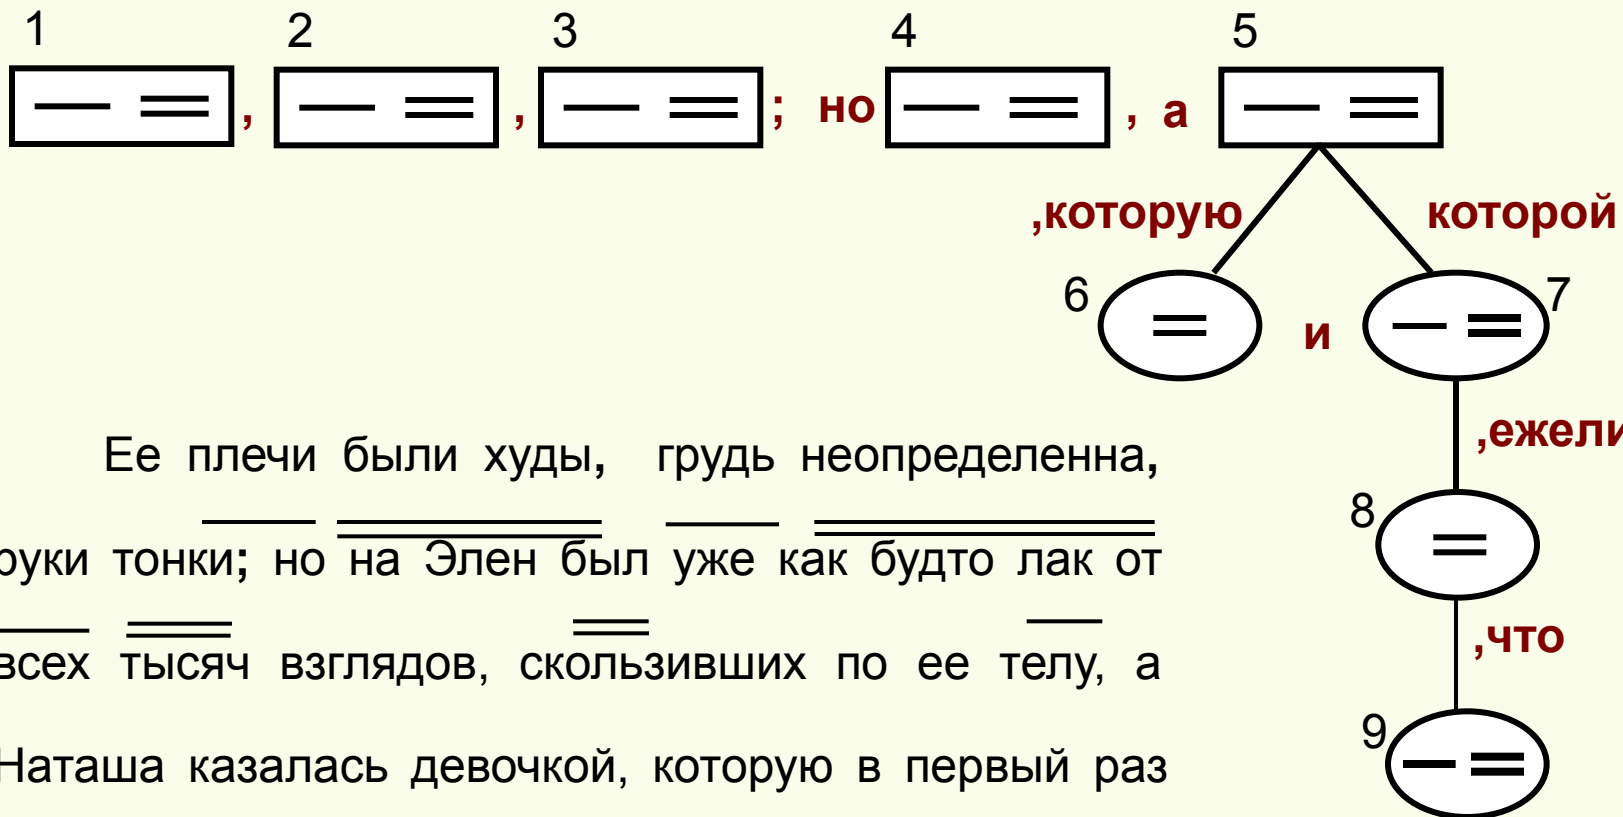 1 2 3 4 5
, , ; но , а
,которую которой
6 и 7
,ежели
8
,что
9
Ее плечи были худы, грудь неопределенна,
руки тонки; но на Элен был уже как будто лак от
всех тысяч взглядов, скользивших по ее телу, а
Наташа казалась девочкой, которую в первый раз